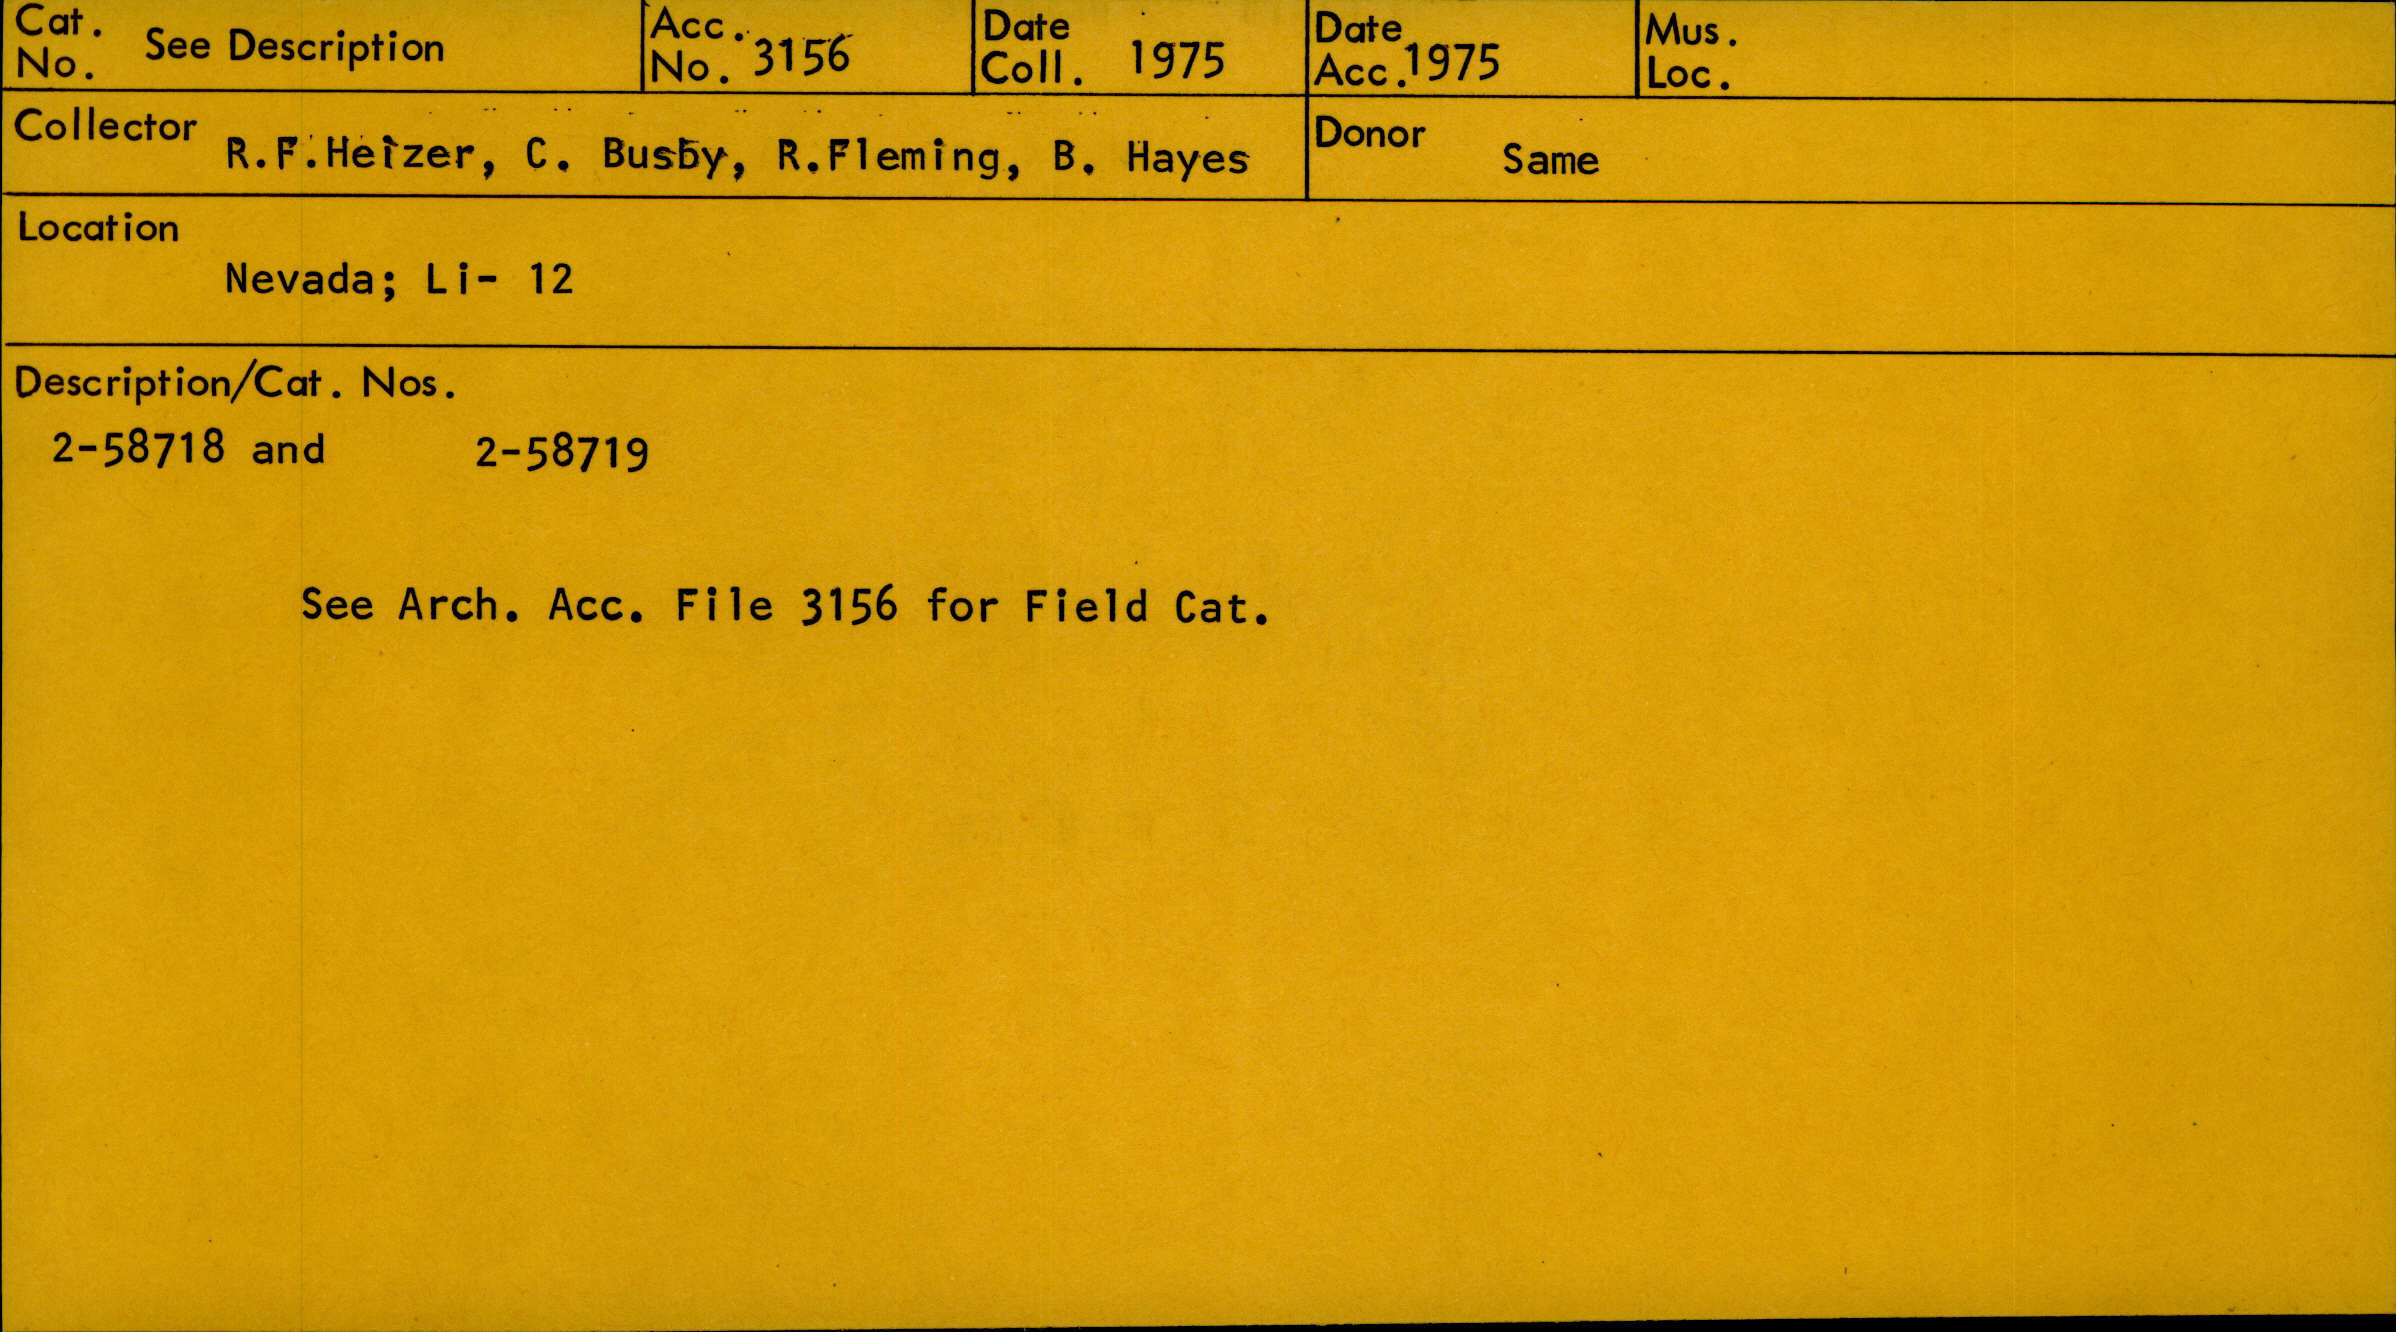 Cat. No. See Description Acc. No. 3156 Date Coll. 1975 Date Acc. 1975 Mus. Loc.
Collector R.F.Heizer, C. Busby, R.Fleming, B. Hayes Donor Same
Location
Nevada; Li- 12
Description/Cat. Nos.
2-58718 and 2-58719
See Arch. Acc. File 3156 for Field Cat.